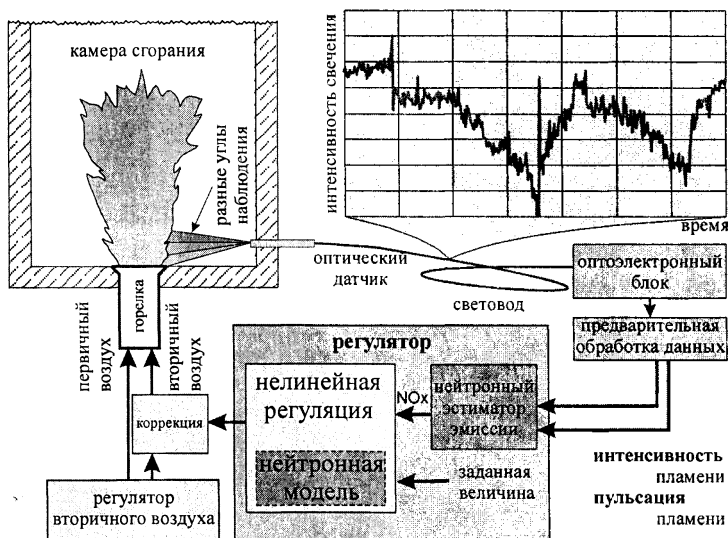 камера сгорания
разные углы
наблюдения
интенсивность свечения
время
оптический
датчик
световод
оптоэлектронный
блок
предварительная
обработка данных
горелка
первичный
воздух
вторичный
воздух
регулятор
нелинейная
регуляция
NOx
нейтронный
эстиматор
эмиссии
коррекция
нейтронная
модель
заданная
величина
интенсивность
пламени
пульсация
пламени
регулятор
вторичного воздуха